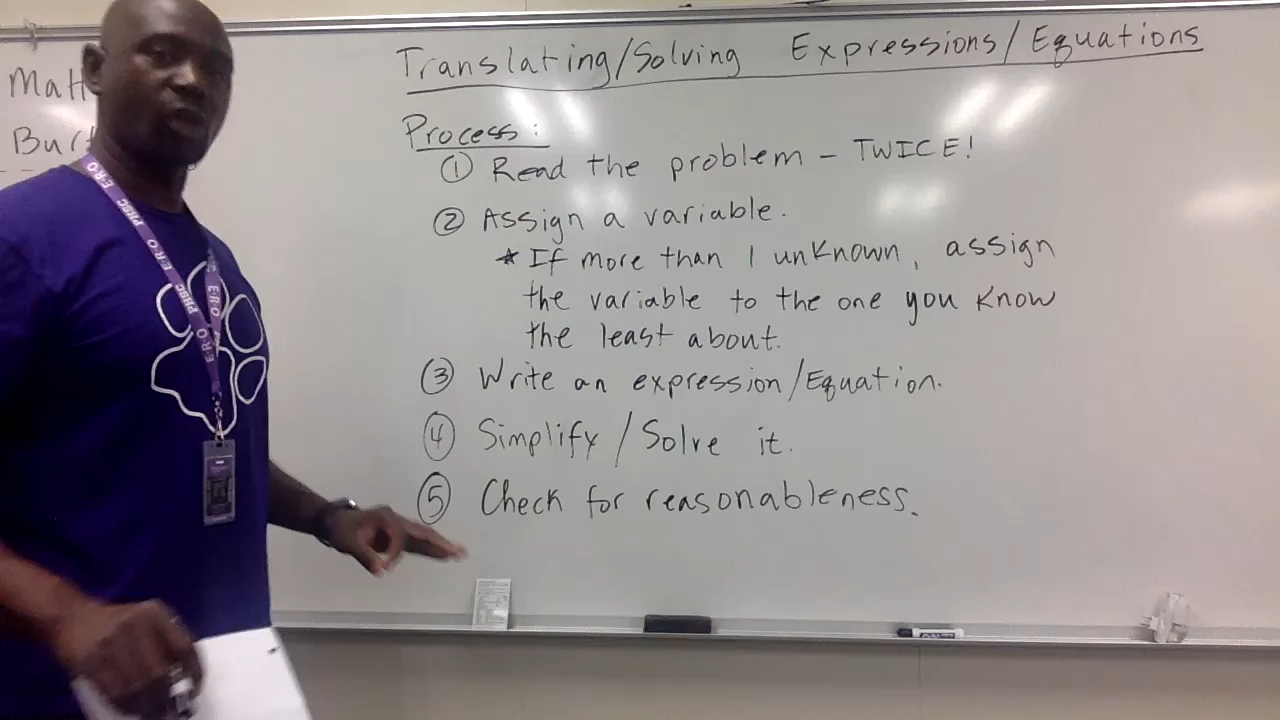 Translating/Solving Expressions/Equations
Process:
① Read the problem – TWICE!
② Assign a variable.
* If more than 1 unknown, assign
the variable to the one you know
the least about.
③ Write an expression/Equation.
④ Simplify/Solve it.
⑤ Check for reasonableness.
E·R·O PHSC E·R·O PHSC E·R·O
E·R·O